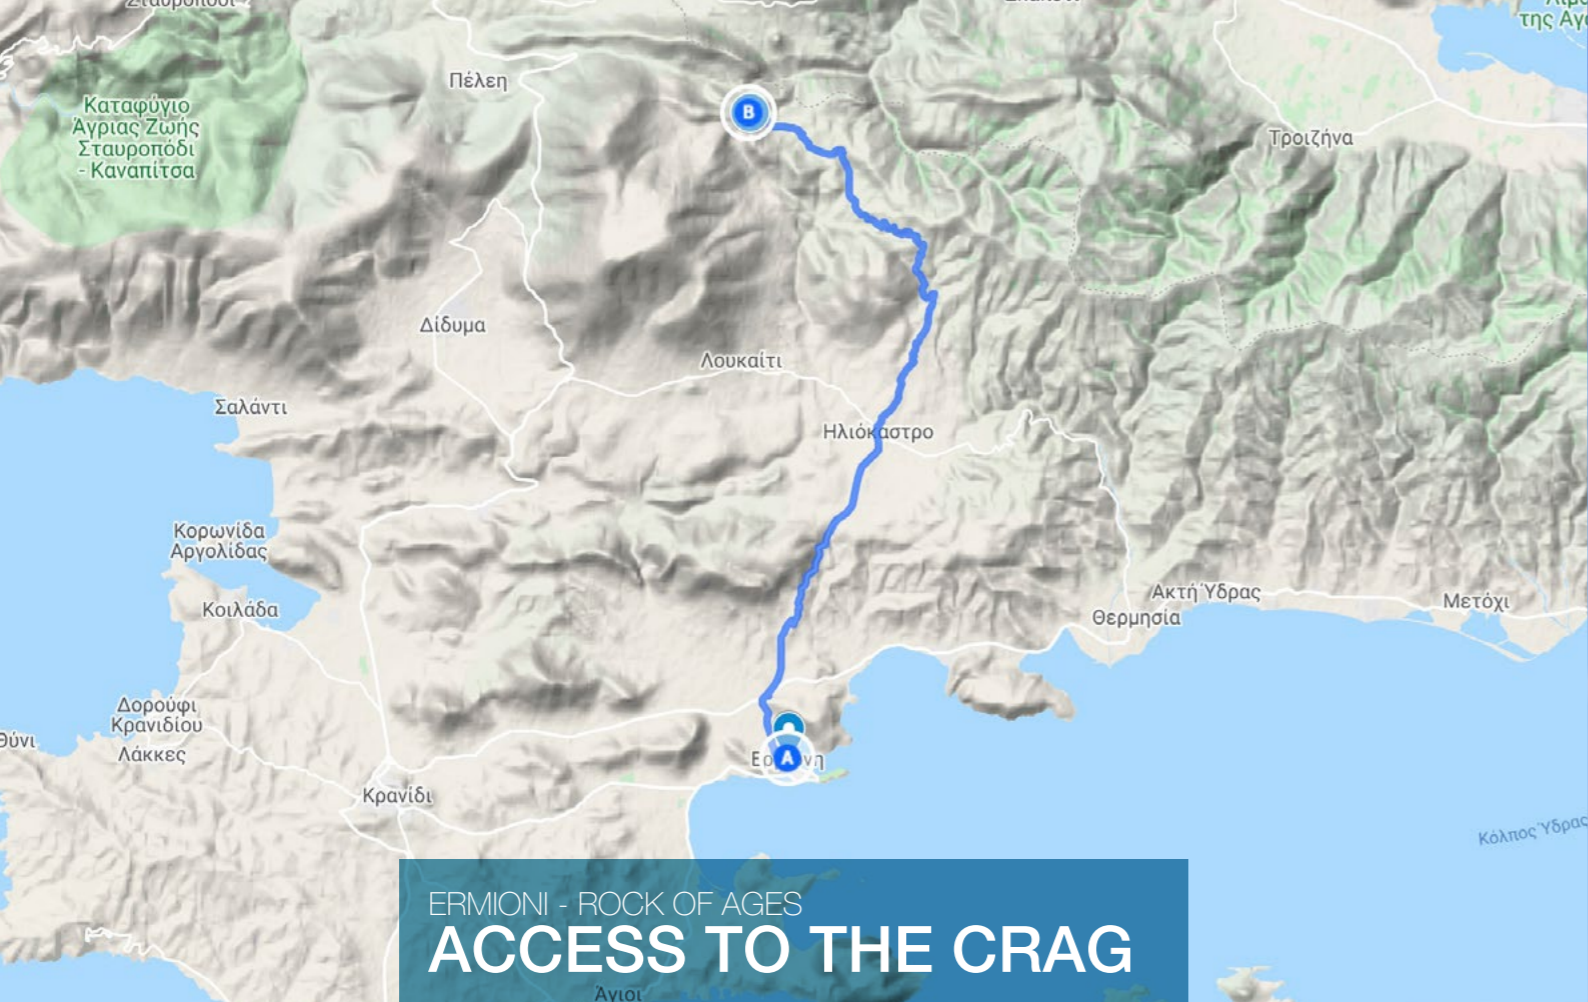 Πέλεη
Καταφύγιο
Άγριας Ζωής
Σταυροπόδι
- Καναπίτσα
B
Τροιζήνα
Δίδυμα
Λουκαΐτι
Σαλάντι
Ηλιόκαστρο
Κορωνίδα
Αργολίδας
Κοιλάδα
Ακτή Ύδρας
Μετόχι
Θερμησία
Δορούφι
Κρανιδίου
Λάκκες
A
Κρανίδι
Κόλπος Ύδρας
ERMIONI - ROCK OF AGES
ACCESS TO THE CRAG
Άγιοι